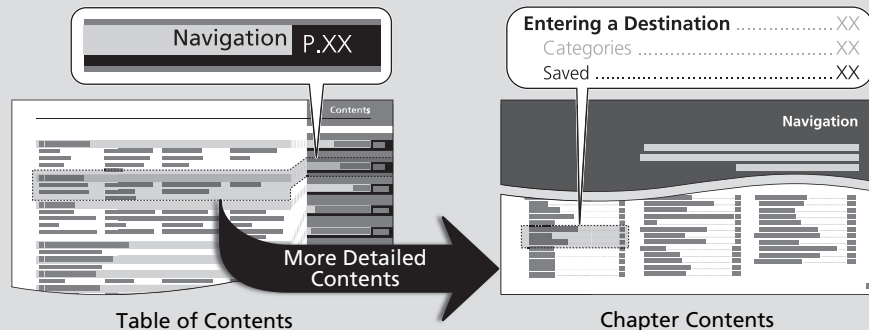 Navigation P.XX
Entering a Destination ................ XX
Categories ................................. XX
Saved ......................................... XX
Contents
Navigation
More Detailed
Contents
Table of Contents
Chapter Contents